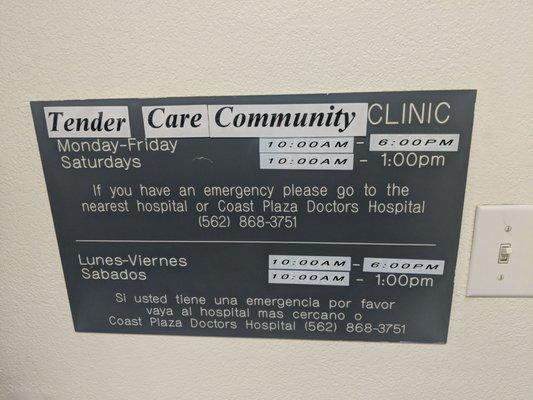 Tender Care Community CLINIC
Monday-Friday 10:00AM - 6:00PM
Saturdays 10:00AM - 1:00pm
If you have an emergency please go to the
nearest hospital or Coast Plaza Doctors Hospital
(562) 868-3751
Lunes-Viernes 10:00AM - 6:00PM
Sabados 10:00AM - 1:00pm
Si usted tiene una emergencia por favor
vaya al hospital mas cercano o
Coast Plaza Doctors Hospital (562) 868-3751